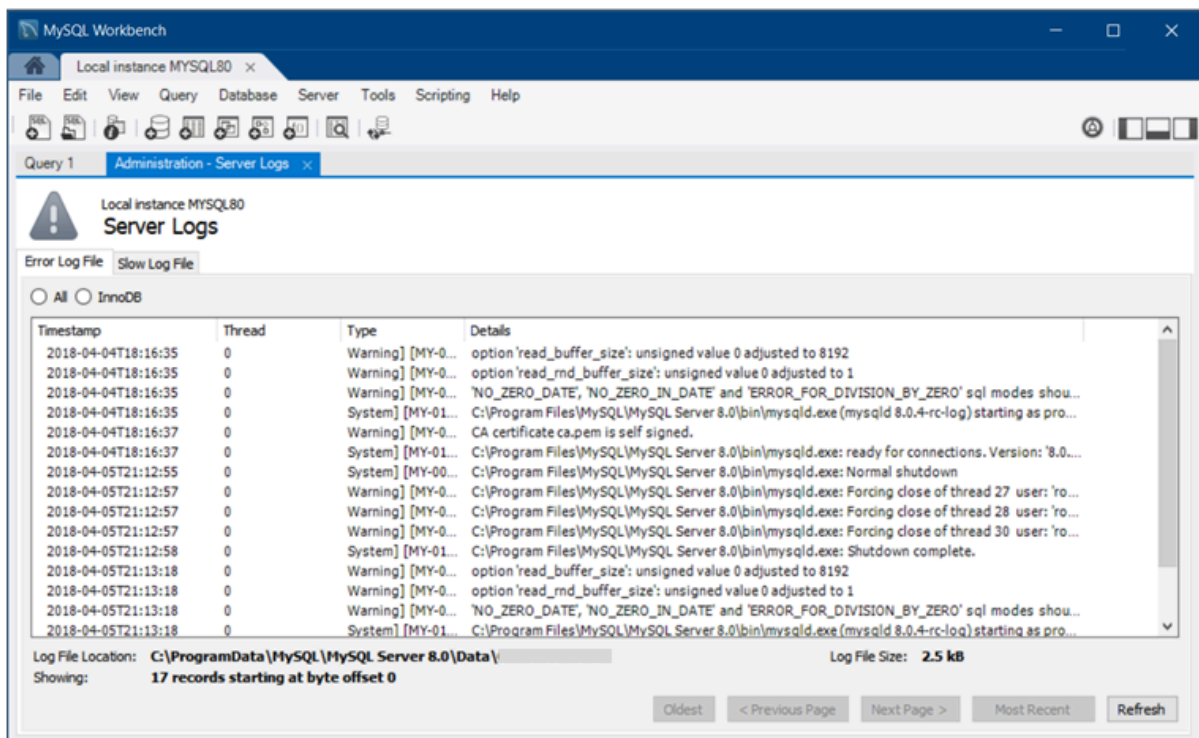 MySQL Workbench
Local instance MYSQL80
File Edit View Query Database Server Tools Scripting Help
Query 1 Administration - Server Logs
Local instance MYSQL80
Server Logs
Error Log File Slow Log File
All InnoDB
Timestamp Thread Type Details
2018-04-04T18:16:35 0 Warning] [MY-0... option 'read_buffer_size': unsigned value 0 adjusted to 8192
2018-04-04T18:16:35 0 Warning] [MY-0... option 'read_rnd_buffer_size': unsigned value 0 adjusted to 1
2018-04-04T18:16:35 0 Warning] [MY-0... 'NO_ZERO_DATE', 'NO_ZERO_IN_DATE' and 'ERROR_FOR_DIVISION_BY_ZERO' sql modes shou...
2018-04-04T18:16:35 0 System] [MY-01... C:\Program Files\MySQL\MySQL Server 8.0\bin\mysqld.exe (mysqld 8.0.4-rc-log) starting as pro...
2018-04-04T18:16:37 0 Warning] [MY-0... CA certificate ca.pem is self signed.
2018-04-04T18:16:37 0 System] [MY-01... C:\Program Files\MySQL\MySQL Server 8.0\bin\mysqld.exe: ready for connections. Version: '8.0....
2018-04-05T21:12:55 0 System] [MY-00... C:\Program Files\MySQL\MySQL Server 8.0\bin\mysqld.exe: Normal shutdown
2018-04-05T21:12:57 0 Warning] [MY-0... C:\Program Files\MySQL\MySQL Server 8.0\bin\mysqld.exe: Forcing close of thread 27 user: 'ro...
2018-04-05T21:12:57 0 Warning] [MY-0... C:\Program Files\MySQL\MySQL Server 8.0\bin\mysqld.exe: Forcing close of thread 28 user: 'ro...
2018-04-05T21:12:57 0 Warning] [MY-0... C:\Program Files\MySQL\MySQL Server 8.0\bin\mysqld.exe: Forcing close of thread 30 user: 'ro...
2018-04-05T21:12:58 0 System] [MY-01... C:\Program Files\MySQL\MySQL Server 8.0\bin\mysqld.exe: Shutdown complete.
2018-04-05T21:13:18 0 Warning] [MY-0... option 'read_buffer_size': unsigned value 0 adjusted to 8192
2018-04-05T21:13:18 0 Warning] [MY-0... option 'read_rnd_buffer_size': unsigned value 0 adjusted to 1
2018-04-05T21:13:18 0 Warning] [MY-0... 'NO_ZERO_DATE', 'NO_ZERO_IN_DATE' and 'ERROR_FOR_DIVISION_BY_ZERO' sql modes shou...
2018-04-05T21:13:18 0 System] [MY-01... C:\Program Files\MySQL\MySQL Server 8.0\bin\mysqld.exe (mysqld 8.0.4-rc-log) starting as pro...
Log File Location: C:\ProgramData\MySQL\MySQL Server 8.0\Data\ Log File Size: 2.5 kB
Showing: 17 records starting at byte offset 0
Oldest < Previous Page Next Page > Most Recent Refresh